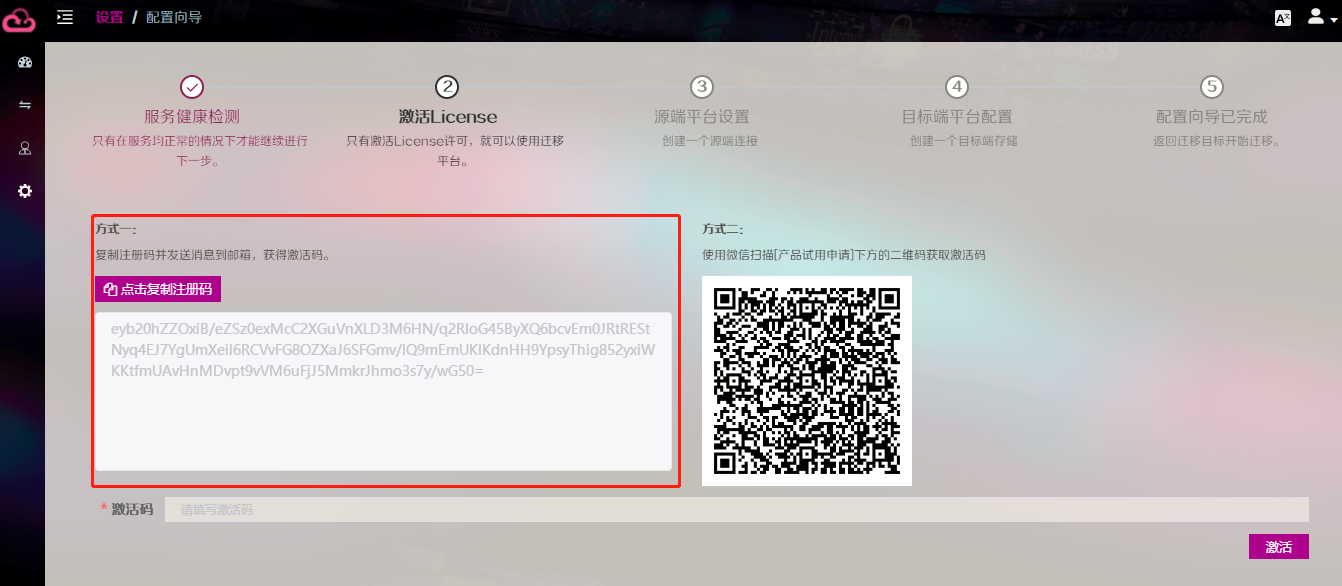 设置 / 配置向导
服务健康检测
只有在服务均正常的情况下才能继续进行
下一步。
2
激活License
只有激活License许可，就可以使用迁移
平台。
3
源端平台设置
创建一个源端连接
4
目标端平台配置
创建一个目标端存储
5
配置向导已完成
返回迁移目标开始迁移。
方式一：
复制注册码并发送消息到邮箱，获得激活码。
点击复制注册码
eyb20hZZOxiB/eZSz0exMcC2XGuVnXLD3M6HN/q2RloG45ByXQ6bcvEm0JRtRESt
Nyq4EJ7YgUmXeil6RCVvFG8OZXaJ6SFGmv/lQ9mEmUKlKdnHH9YpsyThig852yxiW
KKtfmUAvHnMDvpt9vVM6uFjJ5MmkrJhmo3s7y/wG50=
方式二：
使用微信扫描[产品试用申请]下方的二维码获取激活码
* 激活码
请填写激活码
激活